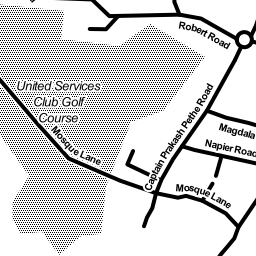 Robert Road
United Services
Club Golf
Course
Captain Prakash Pethe Road
Magdala
Napier Road
Mosque Lane
Mosque Lane